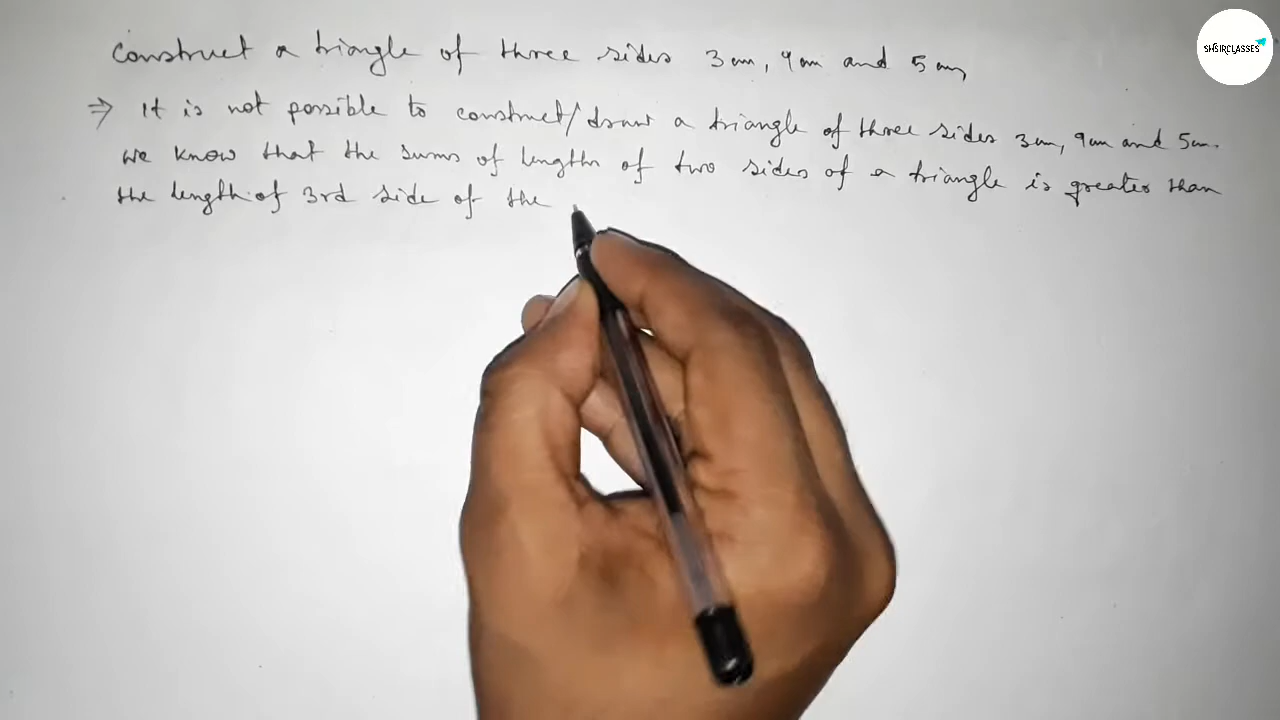 SHSIRCLASSES
Construct a triangle of three sides 3cm, 9cm and 5cm,
⇒ It is not possible to construct/draw a triangle of three sides 3cm, 9cm and 5cm.
We know that the sums of lengths of two sides of a triangle is greater than
the length of 3rd side of the